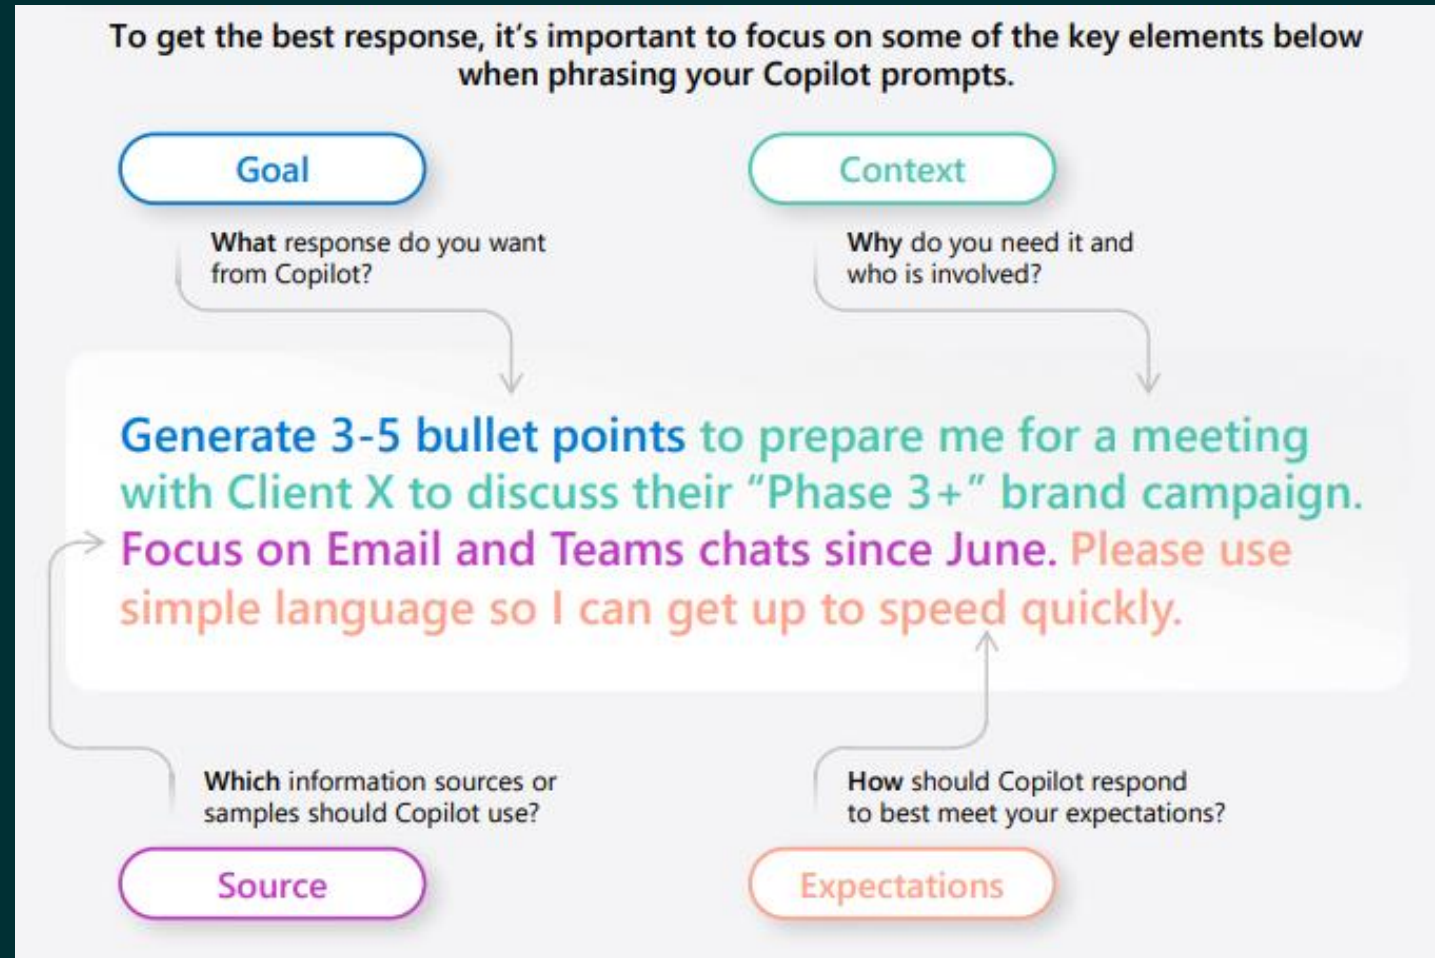 To get the best response, it's important to focus on some of the key elements below
when phrasing your Copilot prompts.
Goal
Context
What response do you want
from Copilot?
Why do you need it and
who is involved?
Generate 3-5 bullet points to prepare me for a meeting
with Client X to discuss their “Phase 3+” brand campaign.
Focus on Email and Teams chats since June. Please use
simple language so I can get up to speed quickly.
Which information sources or
samples should Copilot use?
How should Copilot respond
to best meet your expectations?
Source
Expectations